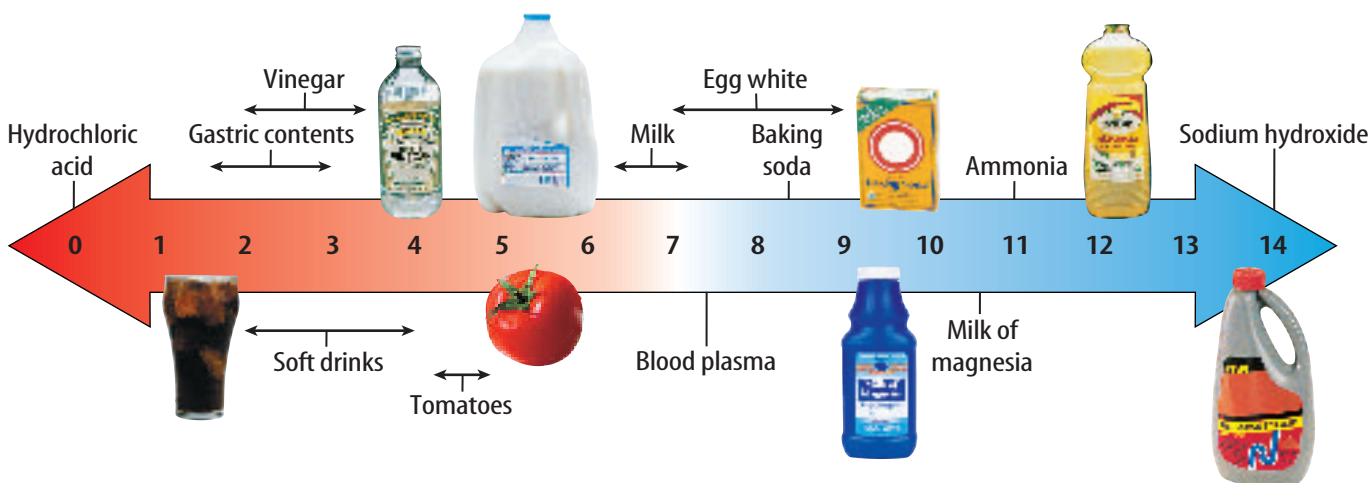 Vinegar
Egg white
Hydrochloric
acid
Gastric contents
Milk
Baking
soda
Ammonia
Sodium hydroxide
0 1 2 3 4 5 6 7 8 9 10 11 12 13 14
Soft drinks
Tomatoes
Blood plasma
Milk of
magnesia